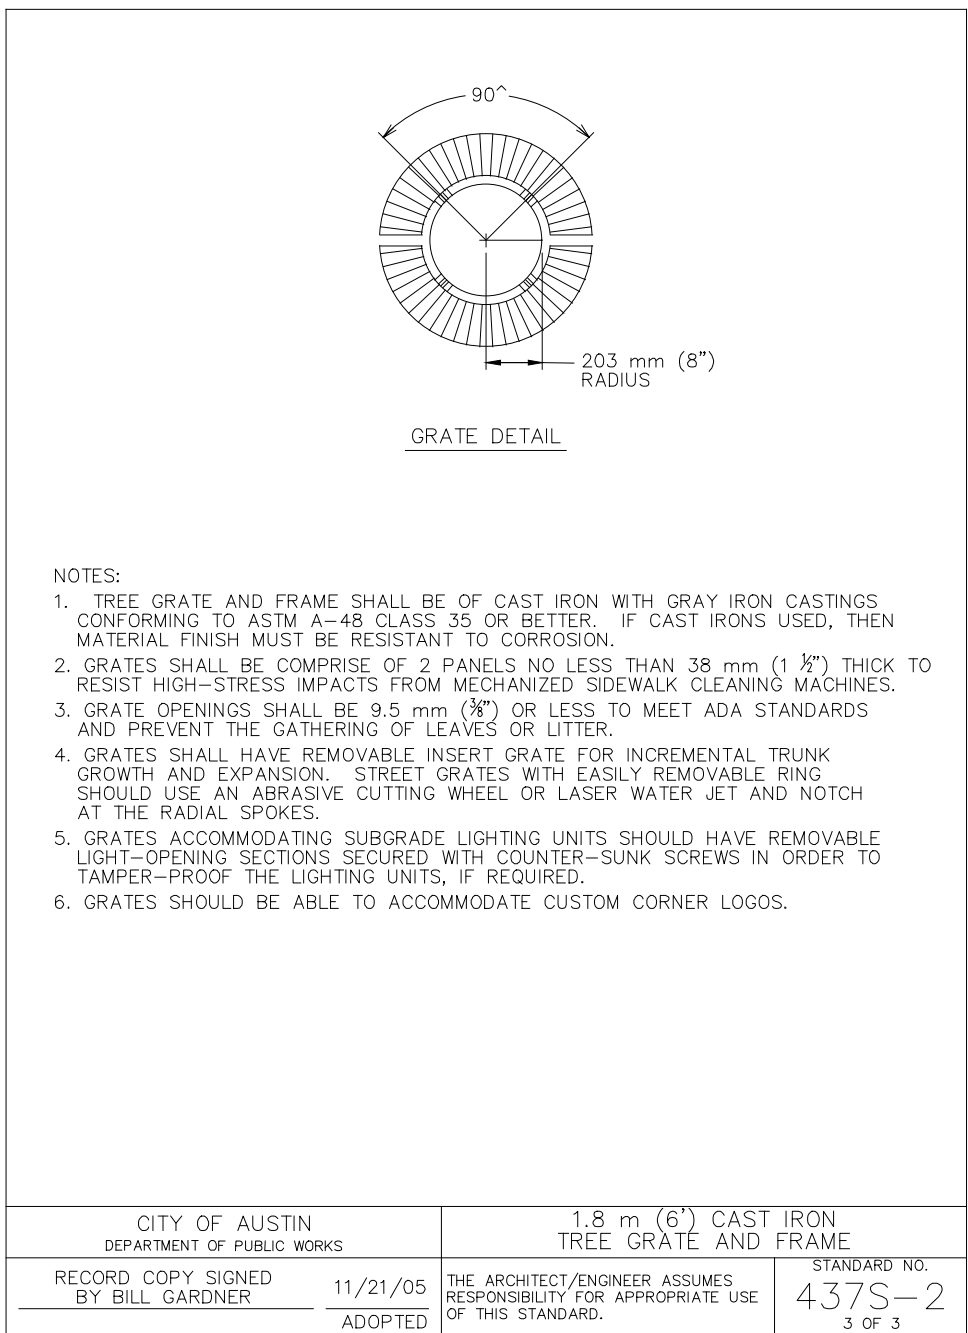 90^
203 mm (8")
RADIUS
GRATE DETAIL
NOTES:
1. TREE GRATE AND FRAME SHALL BE OF CAST IRON WITH GRAY IRON CASTINGS
CONFORMING TO ASTM A-48 CLASS 35 OR BETTER. IF CAST IRONS USED, THEN
MATERIAL FINISH MUST BE RESISTANT TO CORROSION.
2. GRATES SHALL BE COMPRISE OF 2 PANELS NO LESS THAN 38 mm (1 ½") THICK TO
RESIST HIGH-STRESS IMPACTS FROM MECHANIZED SIDEWALK CLEANING MACHINES.
3. GRATE OPENINGS SHALL BE 9.5 mm (⅜") OR LESS TO MEET ADA STANDARDS
AND PREVENT THE GATHERING OF LEAVES OR LITTER.
4. GRATES SHALL HAVE REMOVABLE INSERT GRATE FOR INCREMENTAL TRUNK
GROWTH AND EXPANSION. STREET GRATES WITH EASILY REMOVABLE RING
SHOULD USE AN ABRASIVE CUTTING WHEEL OR LASER WATER JET AND NOTCH
AT THE RADIAL SPOKES.
5. GRATES ACCOMMODATING SUBGRADE LIGHTING UNITS SHOULD HAVE REMOVABLE
LIGHT-OPENING SECTIONS SECURED WITH COUNTER-SUNK SCREWS IN ORDER TO
TAMPER-PROOF THE LIGHTING UNITS, IF REQUIRED.
6. GRATES SHOULD BE ABLE TO ACCOMMODATE CUSTOM CORNER LOGOS.
CITY OF AUSTIN
DEPARTMENT OF PUBLIC WORKS
1.8 m (6') CAST IRON
TREE GRATE AND FRAME
RECORD COPY SIGNED
BY BILL GARDNER
11/21/05
ADOPTED
THE ARCHITECT/ENGINEER ASSUMES
RESPONSIBILITY FOR APPROPRIATE USE
OF THIS STANDARD.
STANDARD NO.
437S-2
3 OF 3